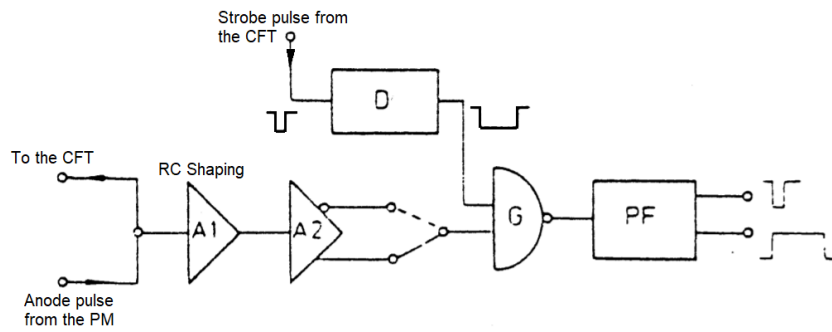 Strobe pulse from
the CFT
D
To the CFT
RC Shaping
A1
A2
G
PF
Anode pulse
from the PM